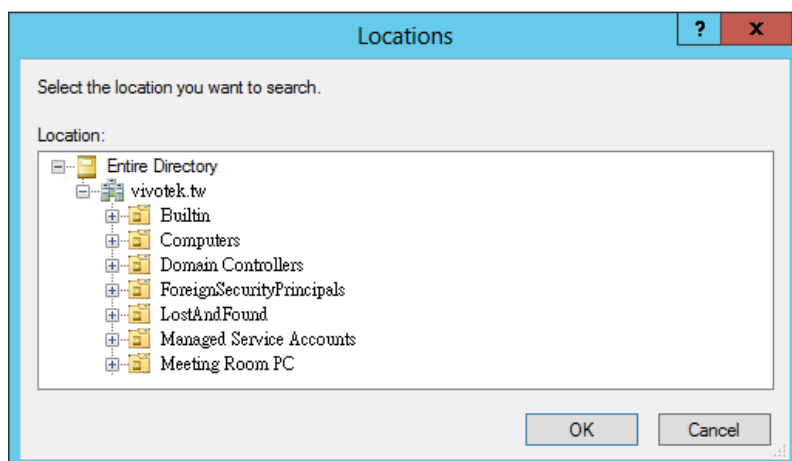 Locations
?
x
Select the location you want to search.
Location:
Entire Directory
vivotek.tw
Builtin
Computers
Domain Controllers
ForeignSecurityPrincipals
LostAndFound
Managed Service Accounts
Meeting Room PC
OK
Cancel